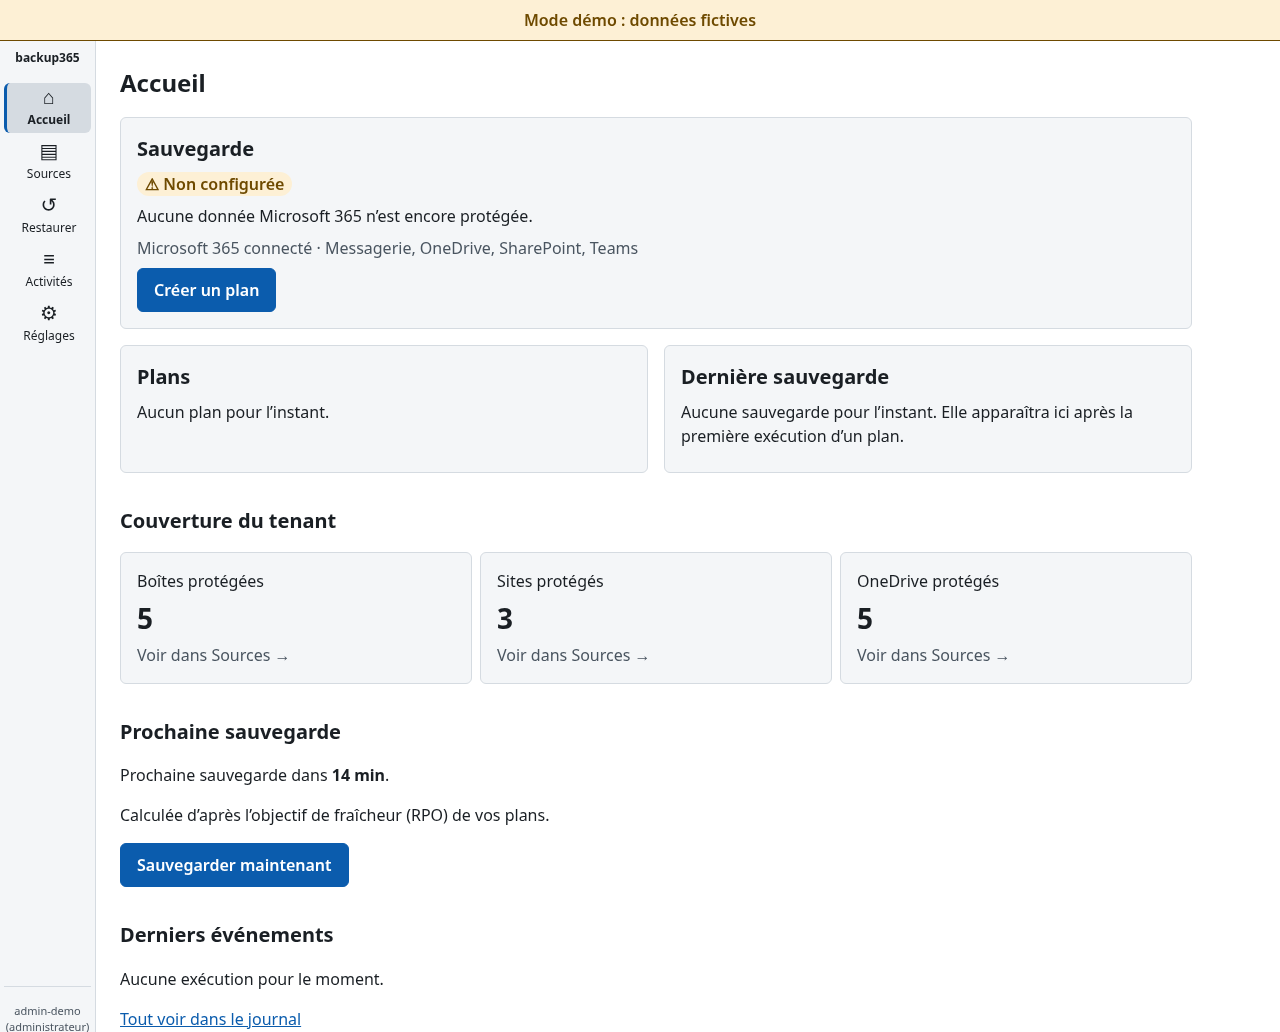 Mode démo : données fictives
backup365
Accueil
Sources
Restaurer
Activités
Réglages
admin-demo
(administrateur)
Accueil
Sauvegarde
⚠ Non configurée
Aucune donnée Microsoft 365 n’est encore protégée.
Microsoft 365 connecté · Messagerie, OneDrive, SharePoint, Teams
Créer un plan
Plans
Aucun plan pour l’instant.
Dernière sauvegarde
Aucune sauvegarde pour l’instant. Elle apparaîtra ici après la
première exécution d’un plan.
Couverture du tenant
Boîtes protégées
5
Voir dans Sources →
Sites protégés
3
Voir dans Sources →
OneDrive protégés
5
Voir dans Sources →
Prochaine sauvegarde
Prochaine sauvegarde dans 14 min.
Calculée d’après l’objectif de fraîcheur (RPO) de vos plans.
Sauvegarder maintenant
Derniers événements
Aucune exécution pour le moment.
Tout voir dans le journal